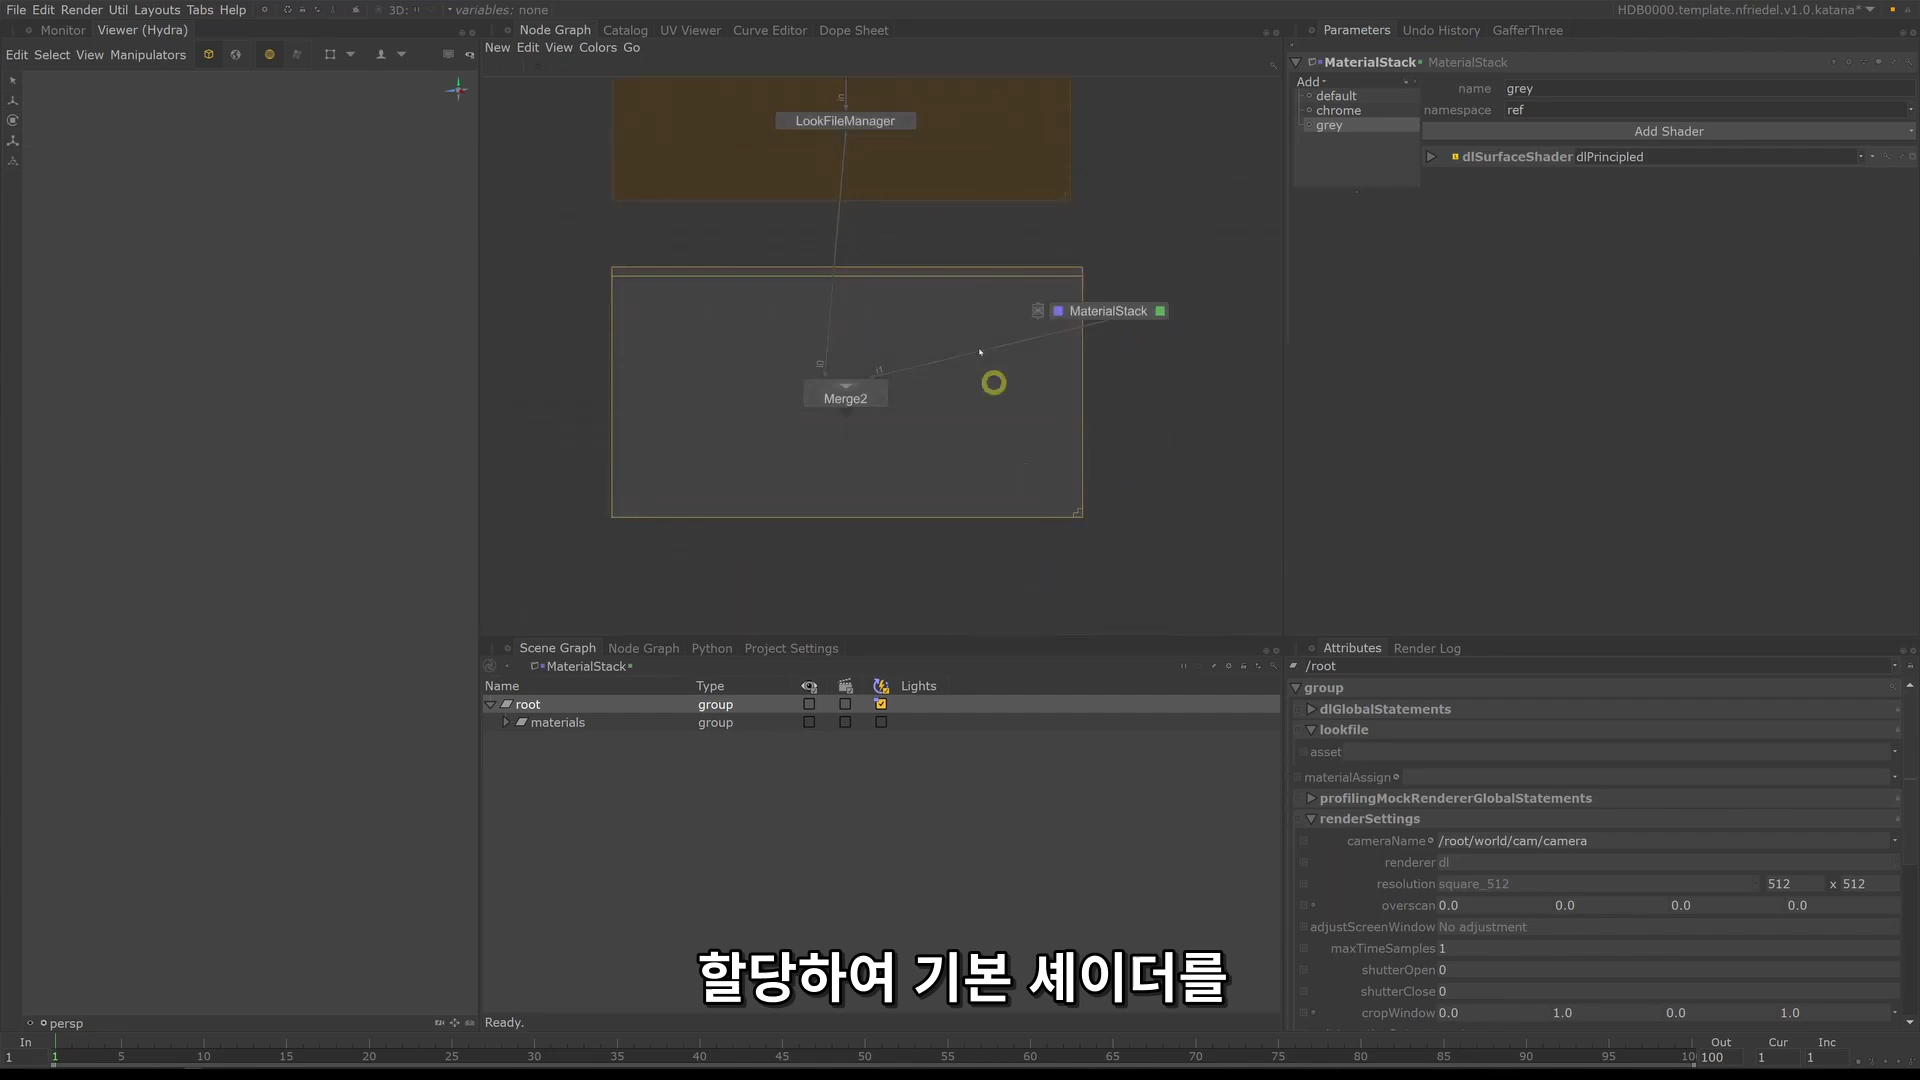 File Edit Render Util Layouts Tabs Help 3D: variables: none HDB0000.template.nfriedel.v1.0.katana*
Monitor Viewer (Hydra) Node Graph Catalog UV Viewer Curve Editor Dope Sheet Parameters Undo History GafferThree
Edit Select View Manipulators
New Edit View Colors Go
MaterialStack MaterialStack
Add
default
chrome
grey
name grey
namespace ref
Add Shader
dlSurfaceShader dlPrincipled
in
LookFileManager
MaterialStack
i0
i1
Merge2
Scene Graph Node Graph Python Project Settings
MaterialStack
Name Type Lights
root group
materials group
Attributes Render Log
/root
group
dlGlobalStatements
lookfile
asset
materialAssign
profilingMockRendererGlobalStatements
renderSettings
cameraName /root/world/cam/camera
renderer dl
resolution square_512 512 x 512
overscan 0.0 0.0 0.0 0.0
adjustScreenWindow No adjustment
maxTimeSamples 1
shutterOpen 0
shutterClose 0
cropWindow 0.0 1.0 0.0 1.0
할당하여 기본 셰이더를
persp
Ready.
In Out Cur Inc
1 1 5 10 15 20 25 30 35 40 45 50 55 60 65 70 75 80 85 90 95 100 1 1